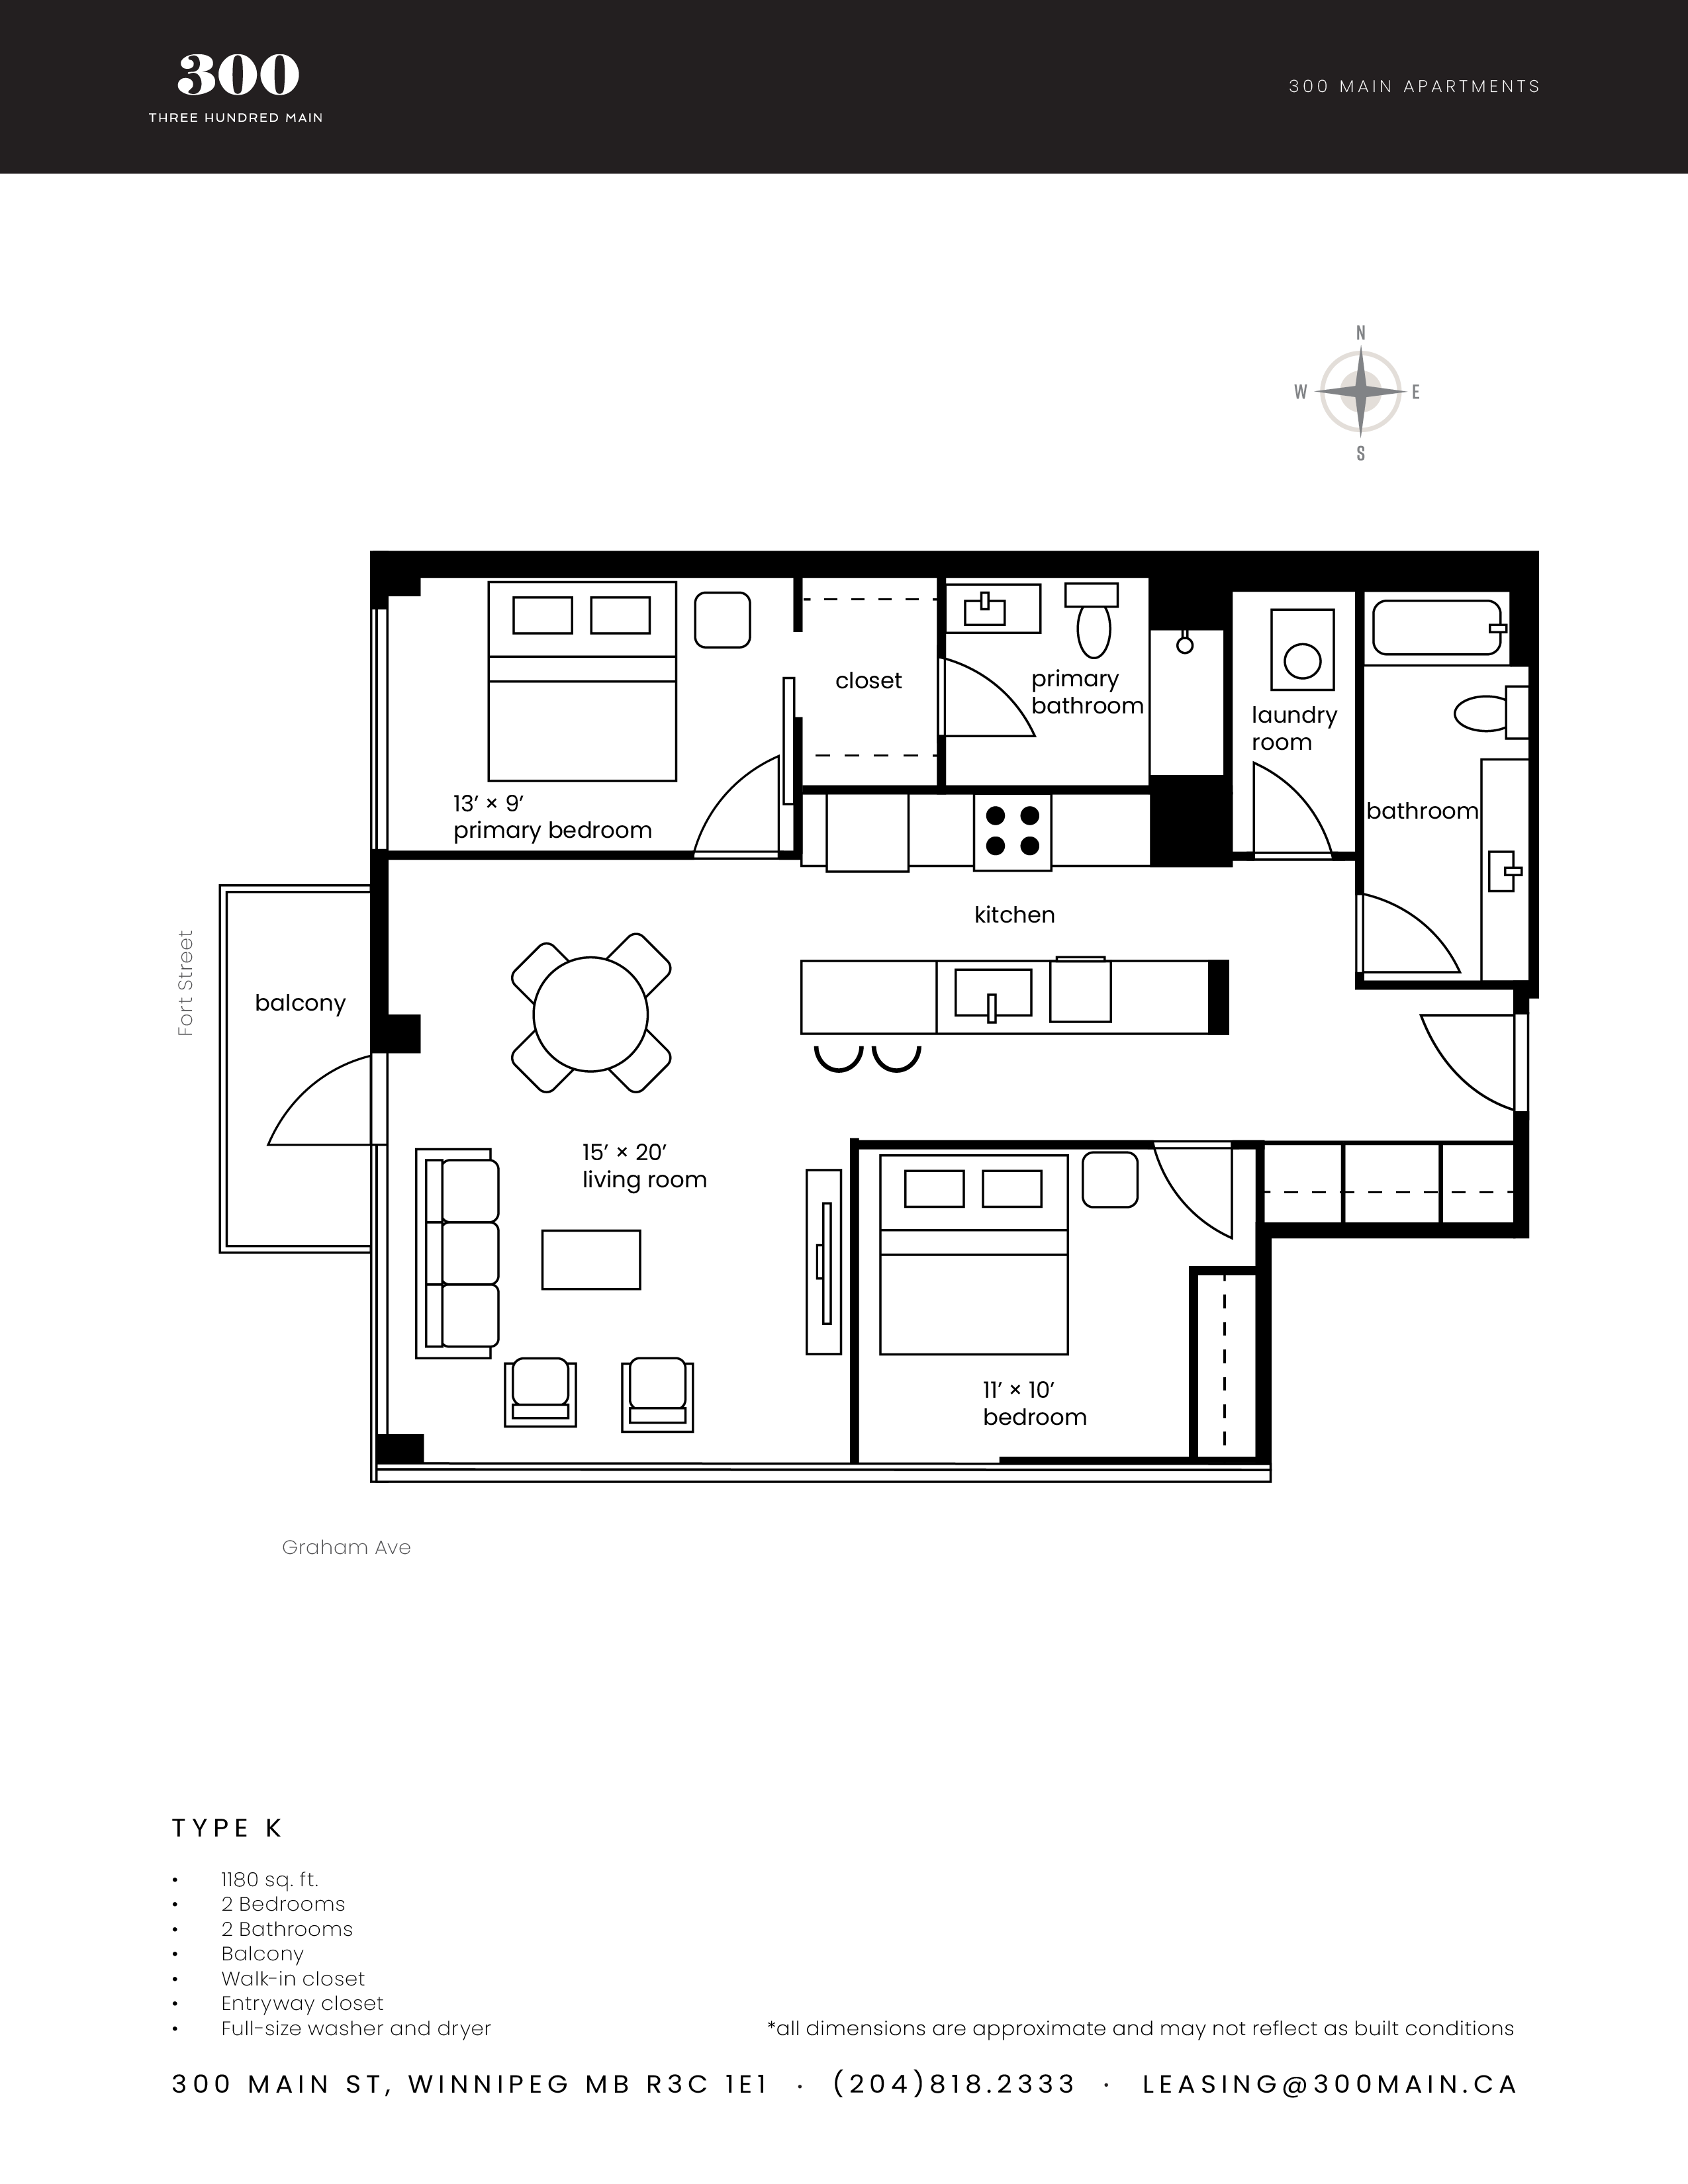 300
THREE HUNDRED MAIN
300 MAIN APARTMENTS
N
W
E
S
closet
primary
bathroom
laundry
room
13’ × 9’
primary bedroom
bathroom
kitchen
Fort Street
balcony
15’ × 20’
living room
11’ × 10’
bedroom
Graham Ave
TYPE K
• 1180 sq. ft.
• 2 Bedrooms
• 2 Bathrooms
• Balcony
• Walk-in closet
• Entryway closet
• Full-size washer and dryer
*all dimensions are approximate and may not reflect as built conditions
300 MAIN ST, WINNIPEG MB R3C 1E1 · (204)818.2333 · LEASING@300MAIN.CA